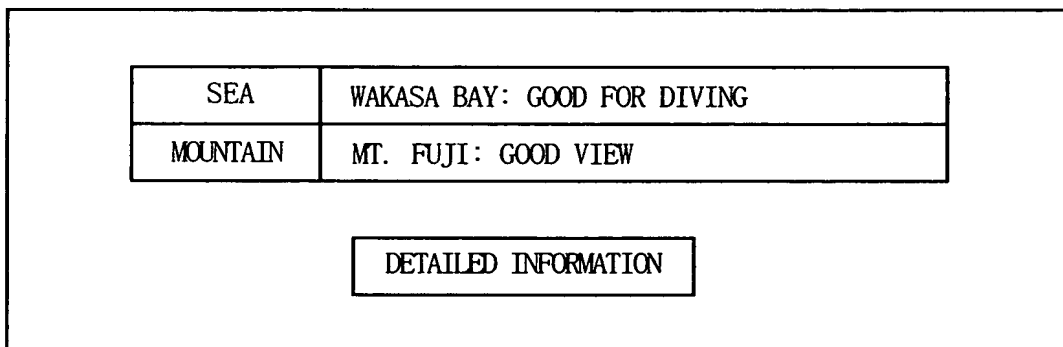 SEA WAKASA BAY: GOOD FOR DIVING
MOUNTAIN MT. FUJI: GOOD VIEW
DETAILED INFORMATION